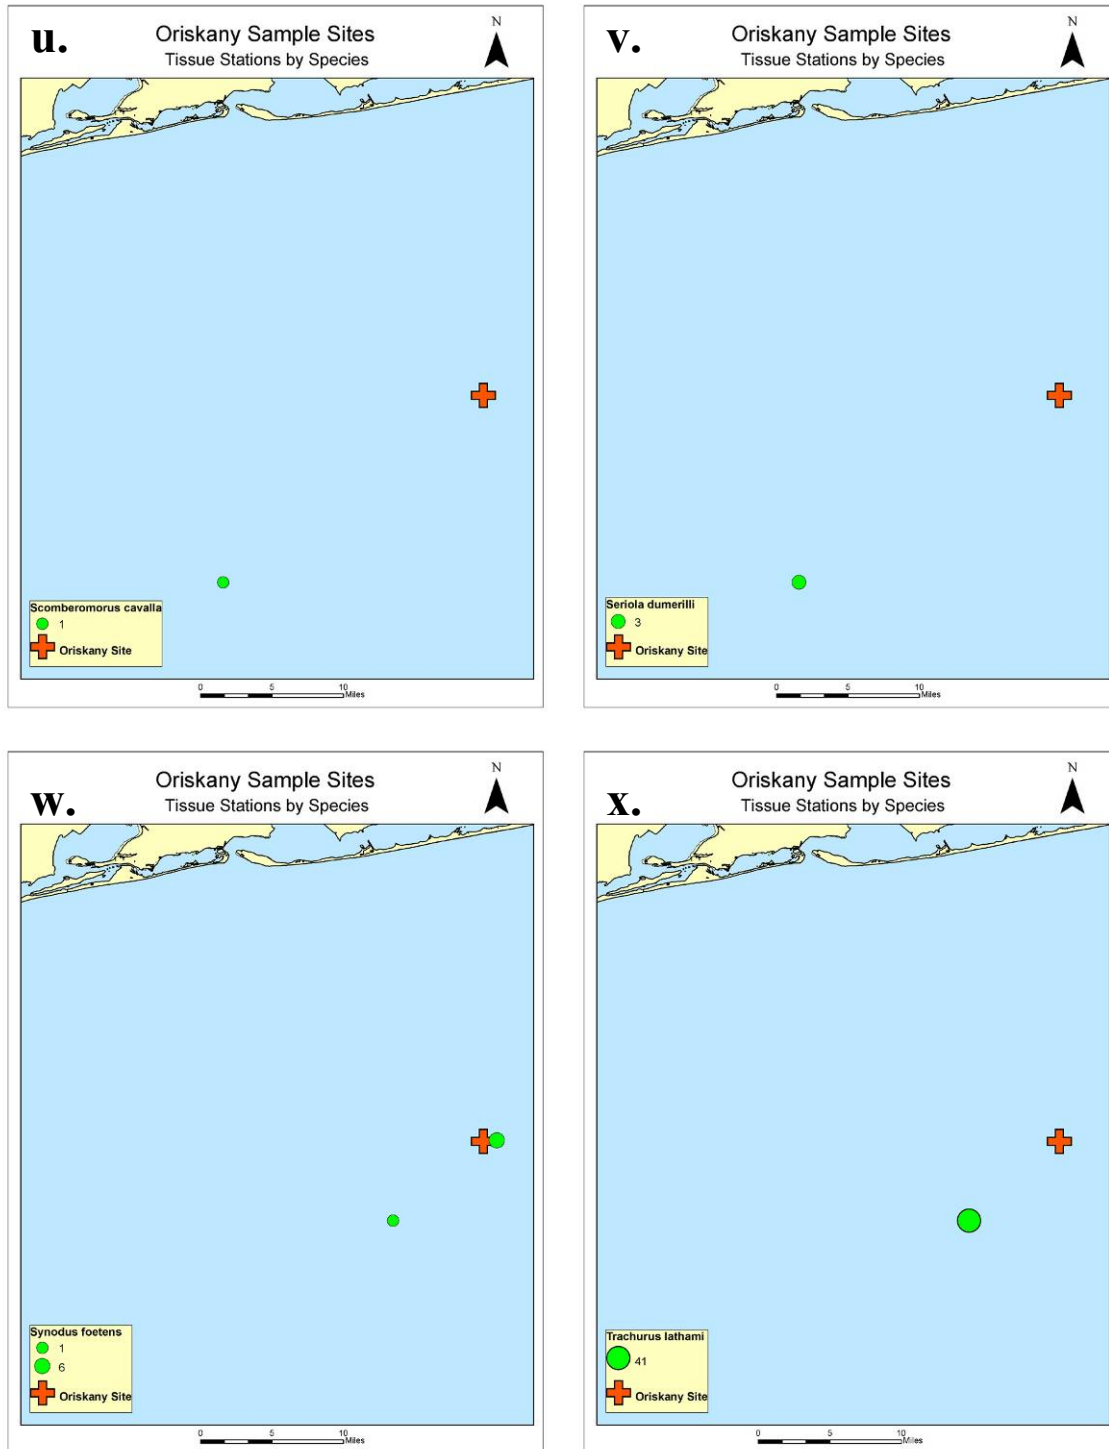 u.
Oriskany Sample Sites
Tissue Stations by Species
N
Scomberomorus cavalla
1
Oriskany Site
0 5 10
Miles
v.
Oriskany Sample Sites
Tissue Stations by Species
N
Seriola dumerilli
3
Oriskany Site
0 5 10
Miles
w.
Oriskany Sample Sites
Tissue Stations by Species
N
Synodus foetens
1
6
Oriskany Site
0 5 10
Miles
x.
Oriskany Sample Sites
Tissue Stations by Species
N
Trachurus lathami
41
Oriskany Site
0 5 10
Miles